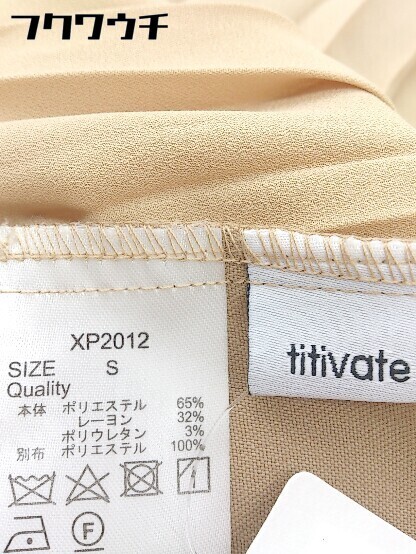 フクワウチ
XP2012
SIZE S
Quality
本体 ポリエステル 65%
レーヨン 32%
ポリウレタン 3%
別布 ポリエステル 100%
F
titivate